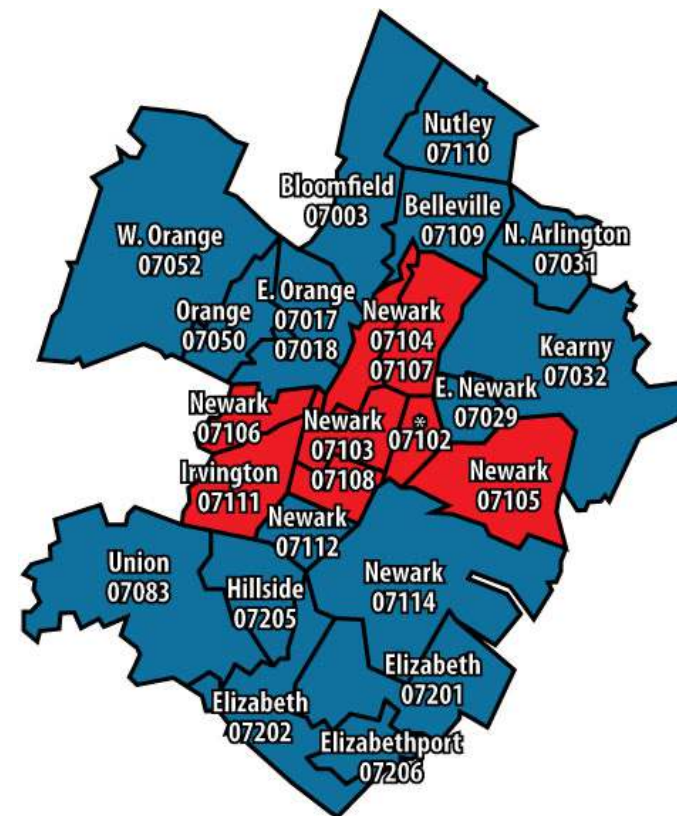 Nutley
07110
Bloomfield
07003
Belleville
07109
W. Orange
07052
N. Arlington
07031
E. Orange
07017
07018
Orange
07050
Newark
07104
07107
Kearny
07032
E. Newark
07029
Newark
07106
Newark
07103
07108
*
07102
Irvington
07111
Newark
07105
Newark
07112
Union
07083
Hillside
07205
Newark
07114
Elizabeth
07201
Elizabeth
07202
Elizabethport
07206